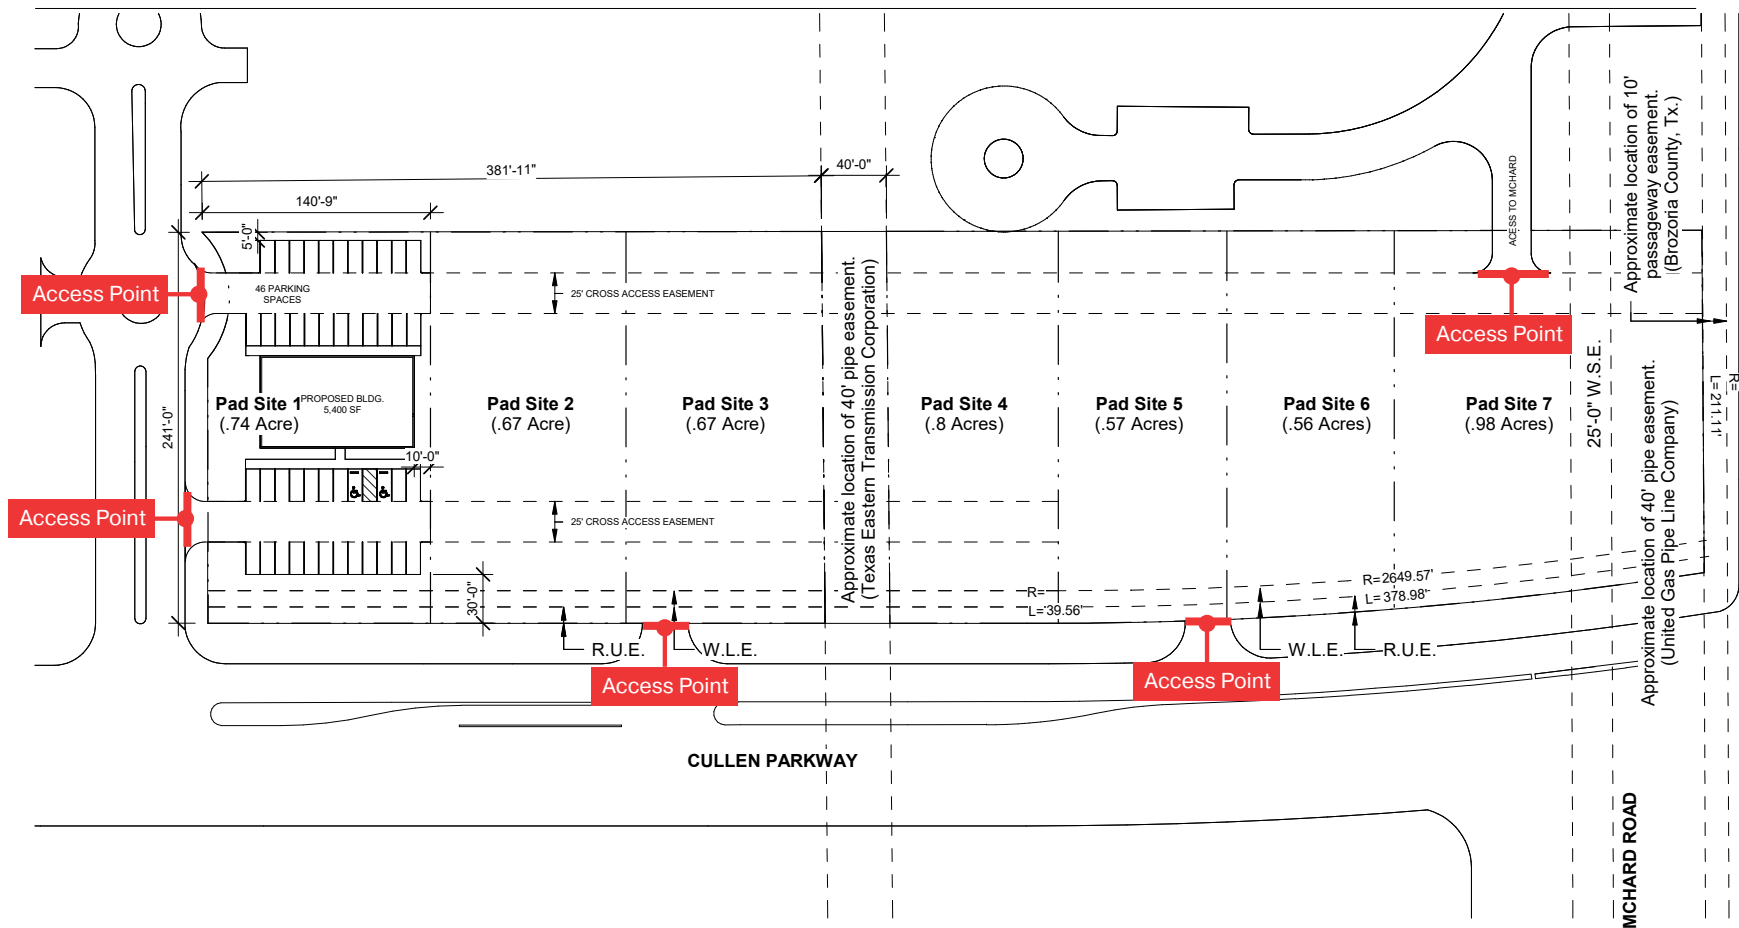 381'-11"
40'-0"
140'-9"
5'-0"
ACESS TO MCHARD
Approximate location of 10'
passageway easement.
(Brozoria County, Tx.)
Access Point
46 PARKING
SPACES
25' CROSS ACCESS EASEMENT
Access Point
Approximate location of 40' pipe easement.
(Texas Eastern Transmission Corporation)
25'-0" W.S.E.
R=
L=211.11'
241'-0"
Pad Site 1
(.74 Acre)
PROPOSED BLDG.
5,400 SF
Pad Site 2
(.67 Acre)
Pad Site 3
(.67 Acre)
Pad Site 4
(.8 Acres)
Pad Site 5
(.57 Acre)
Pad Site 6
(.56 Acre)
Pad Site 7
(.98 Acres)
10'-0"
Access Point
25' CROSS ACCESS EASEMENT
Approximate location of 40' pipe easement.
(United Gas Pipe Line Company)
30'-0"
R=
L=39.56'
R=2649.57'
L=378.98'
R.U.E.
W.L.E.
W.L.E.
R.U.E.
Access Point
Access Point
CULLEN PARKWAY
MCHARD ROAD